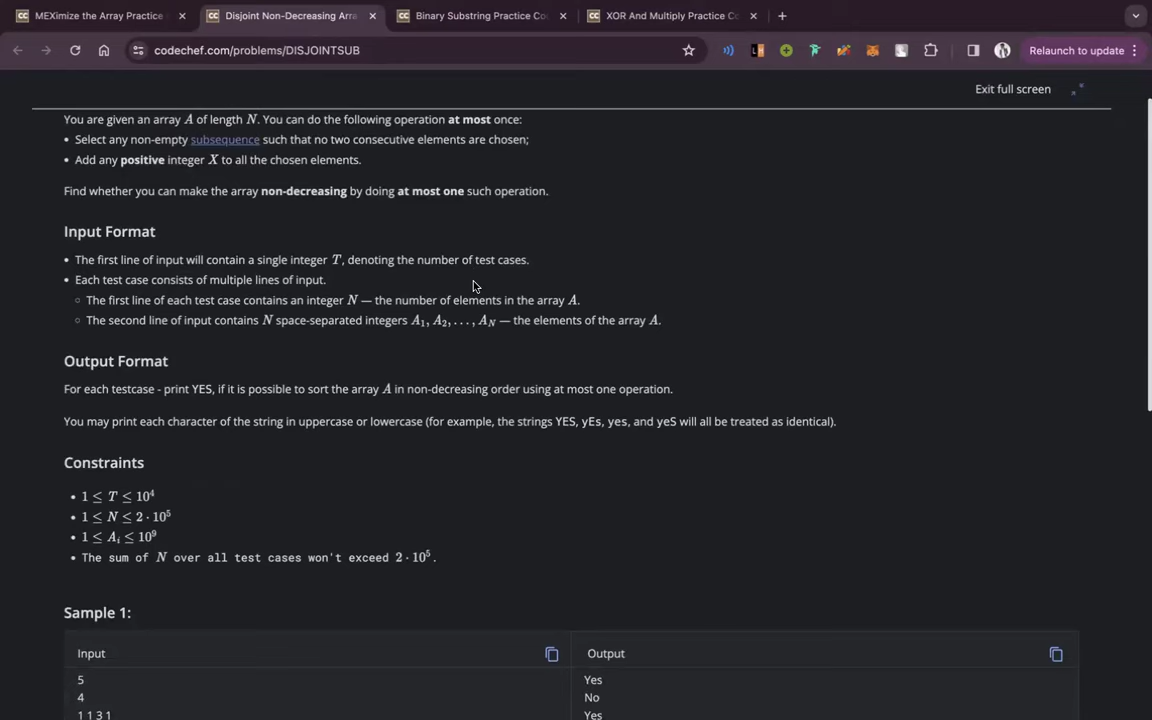 MEXimize the Array Practice
Disjoint Non-Decreasing Arra
Binary Substring Practice Co
XOR And Multiply Practice Co
codechef.com/problems/DISJOINTSUB
Relaunch to update
Exit full screen
You are given an array A of length N. You can do the following operation at most once:
• Select any non-empty subsequence such that no two consecutive elements are chosen;
• Add any positive integer X to all the chosen elements.
Find whether you can make the array non-decreasing by doing at most one such operation.
Input Format
• The first line of input will contain a single integer T, denoting the number of test cases.
• Each test case consists of multiple lines of input.
○ The first line of each test case contains an integer N — the number of elements in the array A.
○ The second line of input contains N space-separated integers A₁, A₂, . . . , A_N — the elements of the array A.
Output Format
For each testcase - print YES, if it is possible to sort the array A in non-decreasing order using at most one operation.
You may print each character of the string in uppercase or lowercase (for example, the strings YES, yEs, yes, and yeS will all be treated as identical).
Constraints
• 1 ≤ T ≤ 10⁴
• 1 ≤ N ≤ 2 · 10⁵
• 1 ≤ Aᵢ ≤ 10⁹
• The sum of N over all test cases won't exceed 2 · 10⁵.
Sample 1:
Input
Output
5
Yes
4
No
1 1 3 1
Yes